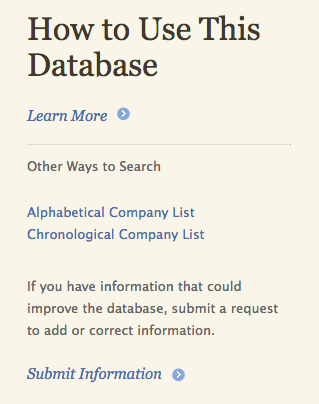 How to Use This
Database
Learn More
Other Ways to Search
Alphabetical Company List
Chronological Company List
If you have information that could
improve the database, submit a request
to add or correct information.
Submit Information